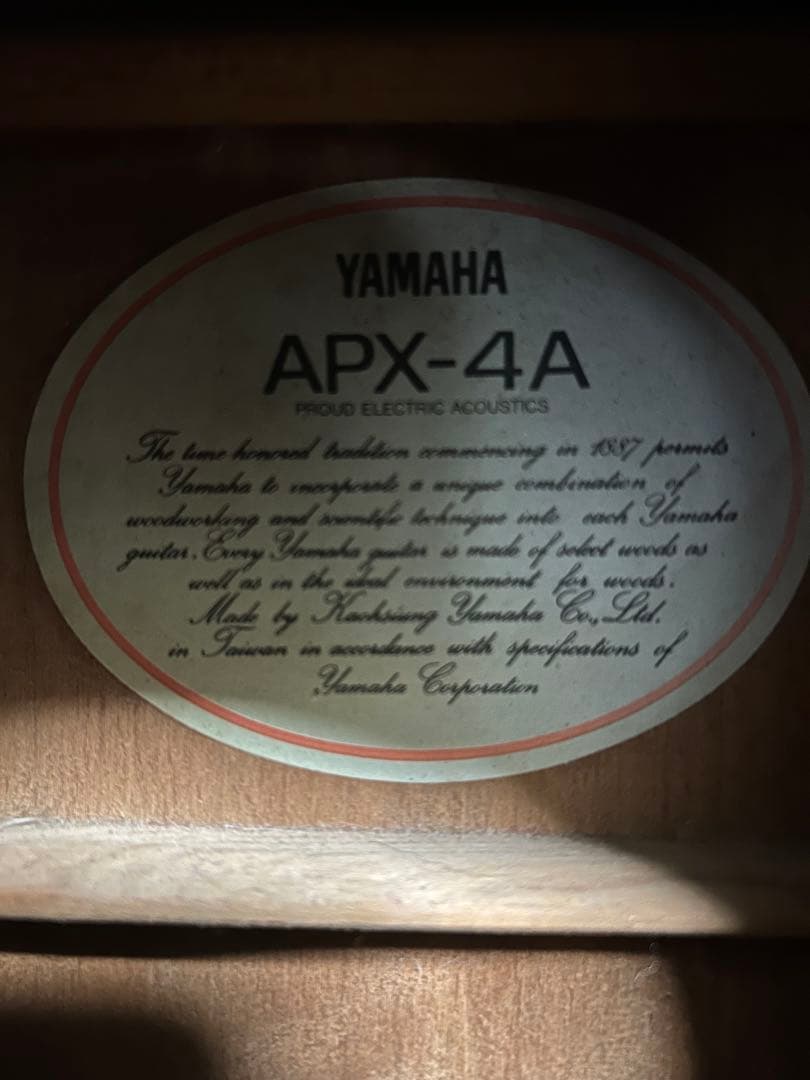 YAMAHA
APX-4A
PROUD ELECTRIC ACOUSTICS
The time-honored tradition commencing in 1887 permits
Yamaha to incorporate a unique combination of
woodworking and scientific technique into each Yamaha
guitar. Every Yamaha guitar is made of select woods as
well as in the ideal environment for woods.
Made by Kaohsiung Yamaha Co., Ltd.
in Taiwan in accordance with specifications of
Yamaha Corporation